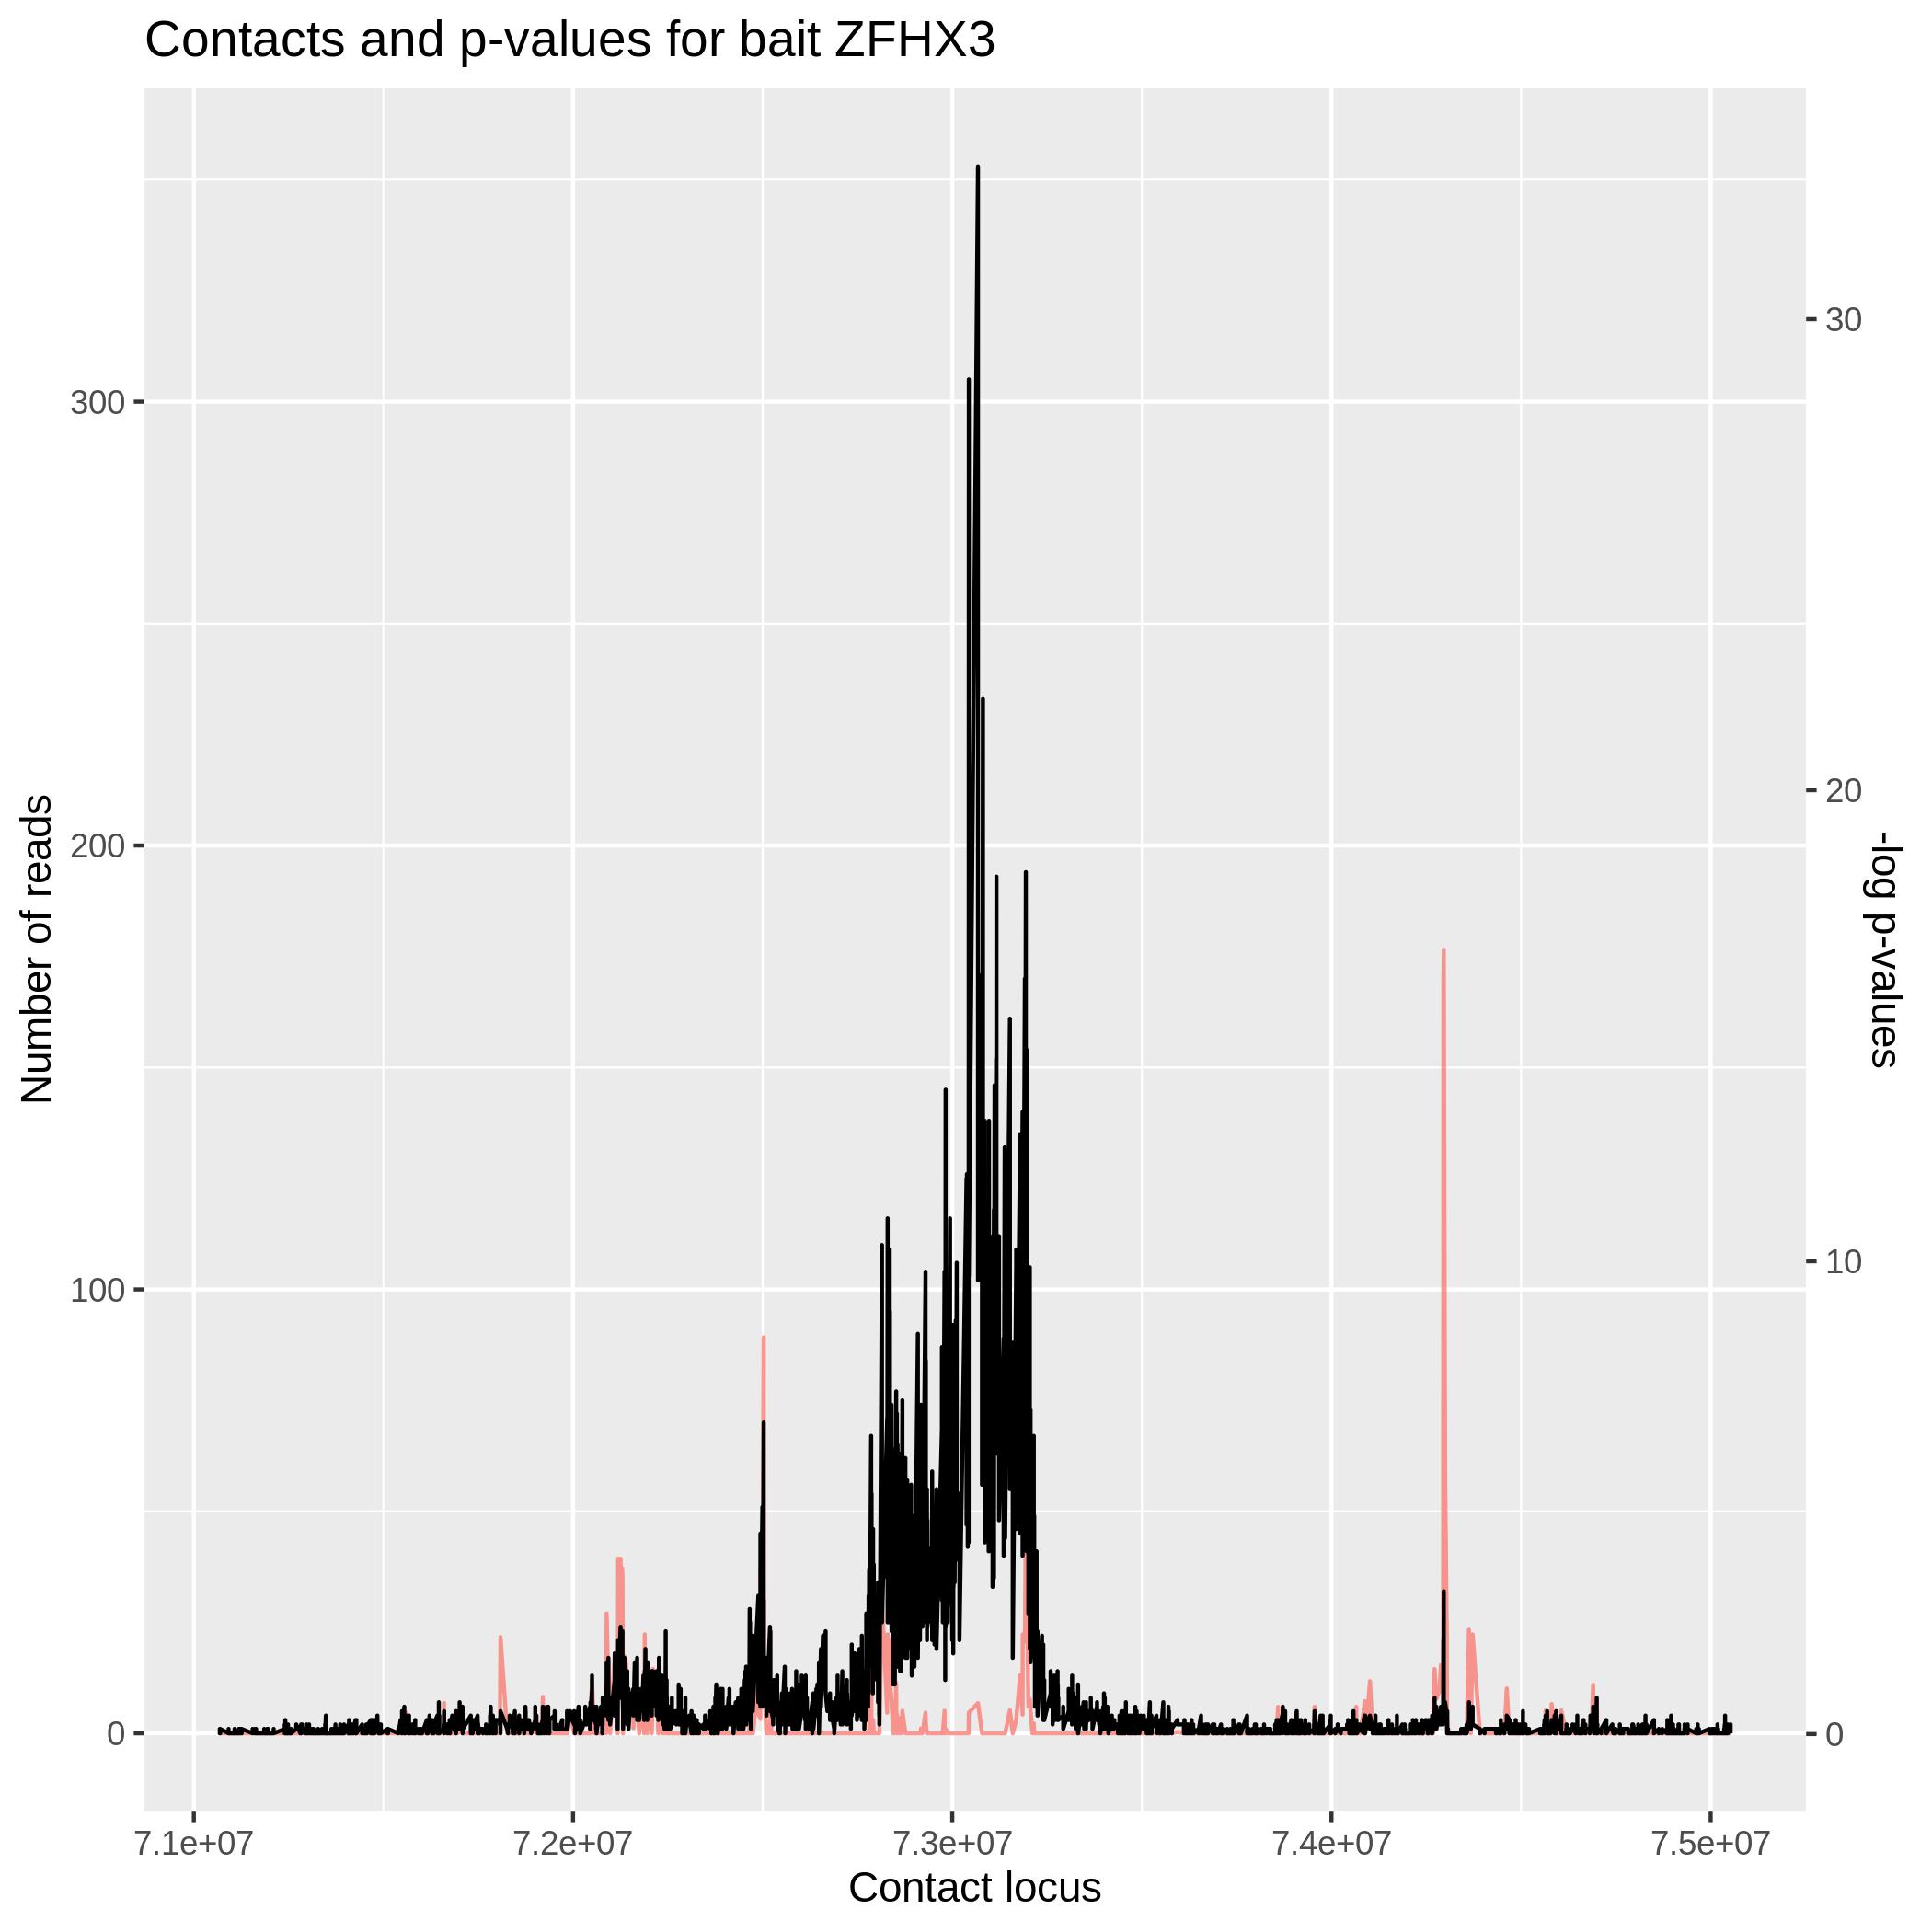 Contacts and p-values for bait ZFHX3
Number of reads
300
200
100
0
30
20
10
0
-log p-values
7.1e+07
7.2e+07
7.3e+07
7.4e+07
7.5e+07
Contact locus